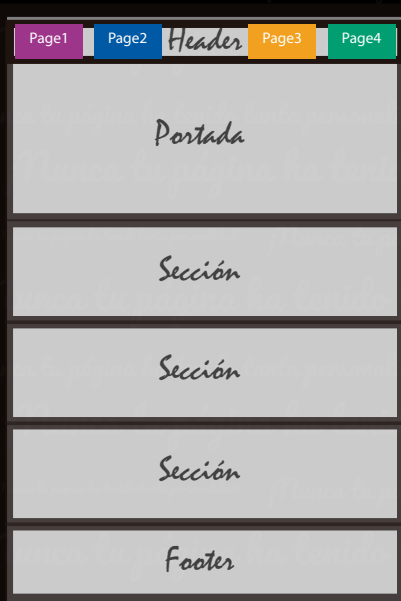 Page1 Page2 Header Page3 Page4
Portada
Sección
Sección
Sección
Footer